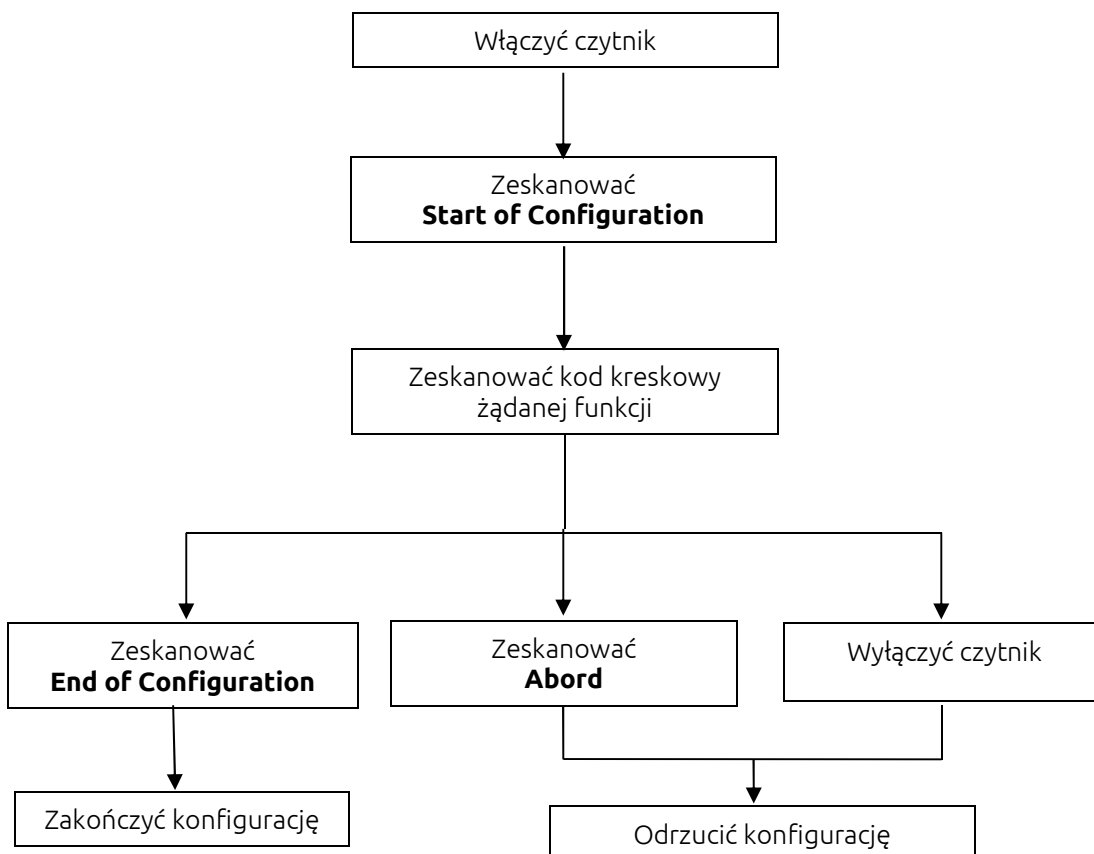 Włączyć czytnik
Zeskanować
Start of Configuration
Zeskanować kod kreskowy
żądanej funkcji
Zeskanować
End of Configuration
Zeskanować
Abord
Wyłączyć czytnik
Zakończyć konfigurację
Odrzucić konfigurację